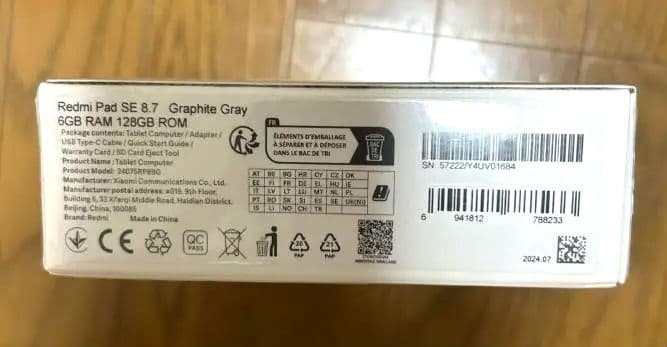 Redmi Pad SE 8.7 Graphite Gray
6GB RAM 128GB ROM
Package contents: Tablet Computer / Adapter /
USB Type-C Cable / Quick Start Guide /
Warranty Card / SD Card Eject Tool
Product Name: Tablet Computer
Product Model: 24075RP89G
Manufacturer: Xiaomi Communications Co., Ltd.
Manufacturer postal address: #019, 9th Floor,
Building 6, 33 Xi'erqi Middle Road, Haidian District,
Beijing, China, 100085
Brand: Redmi Made in China
FR
ÉLÉMENTS D'EMBALLAGE
À SÉPARER ET À DÉPOSER
DANS LE BAC DE TRI
BAC
DE TRI
AT BE BG HR CY CZ DK
EE FI FR DE EL HU IE
IT LV LT LU MT NL PL
PT RO SK SI ES SE UK(NI)
IS LI NO CH TR
CE
QC
PASS
20
PAP
21
PAP
SN: 57222/Y4UV01684
6 941812 788233
2024.07